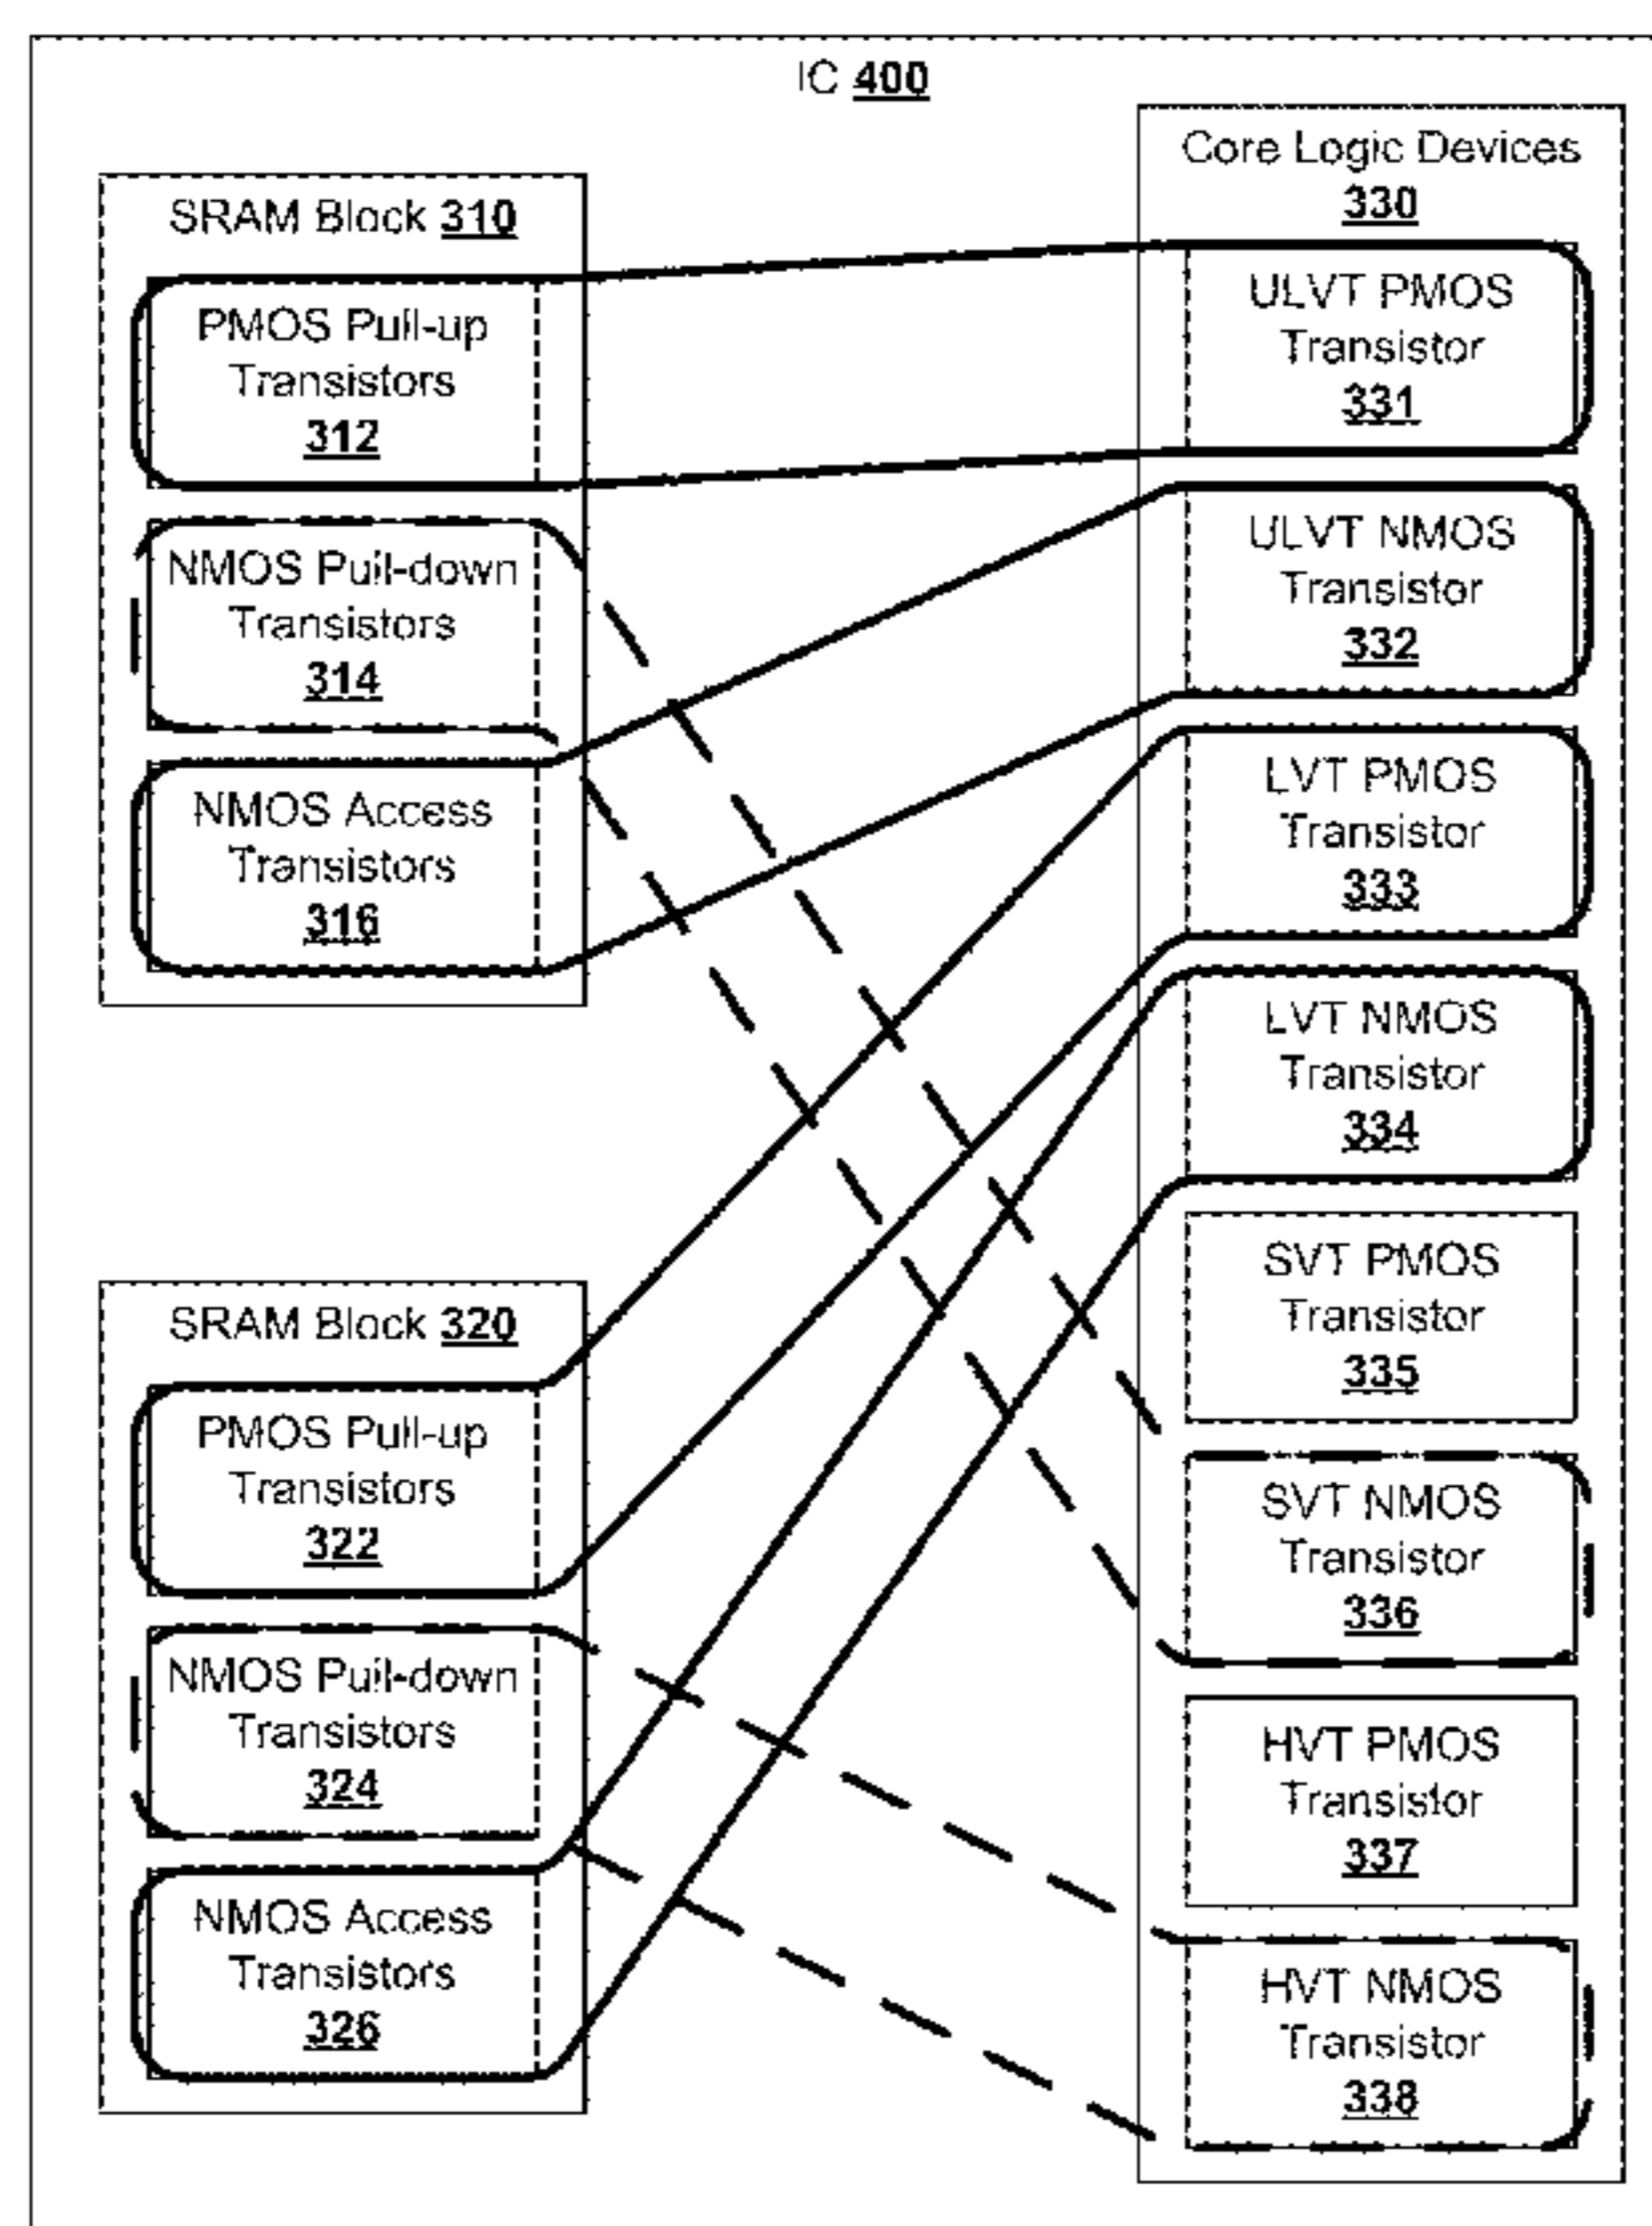 IC 400
SRAM Block 310
PMOS Pull-up
Transistors
312
NMOS Pull-down
Transistors
314
NMOS Access
Transistors
316
SRAM Block 320
PMOS Pull-up
Transistors
322
NMOS Pull-down
Transistors
324
NMOS Access
Transistors
326
Core Logic Devices
330
ULVT PMOS
Transistor
331
ULVT NMOS
Transistor
332
LVT PMOS
Transistor
333
LVT NMOS
Transistor
334
SVT PMOS
Transistor
335
SVT NMOS
Transistor
336
HVT PMOS
Transistor
337
HVT NMOS
Transistor
338